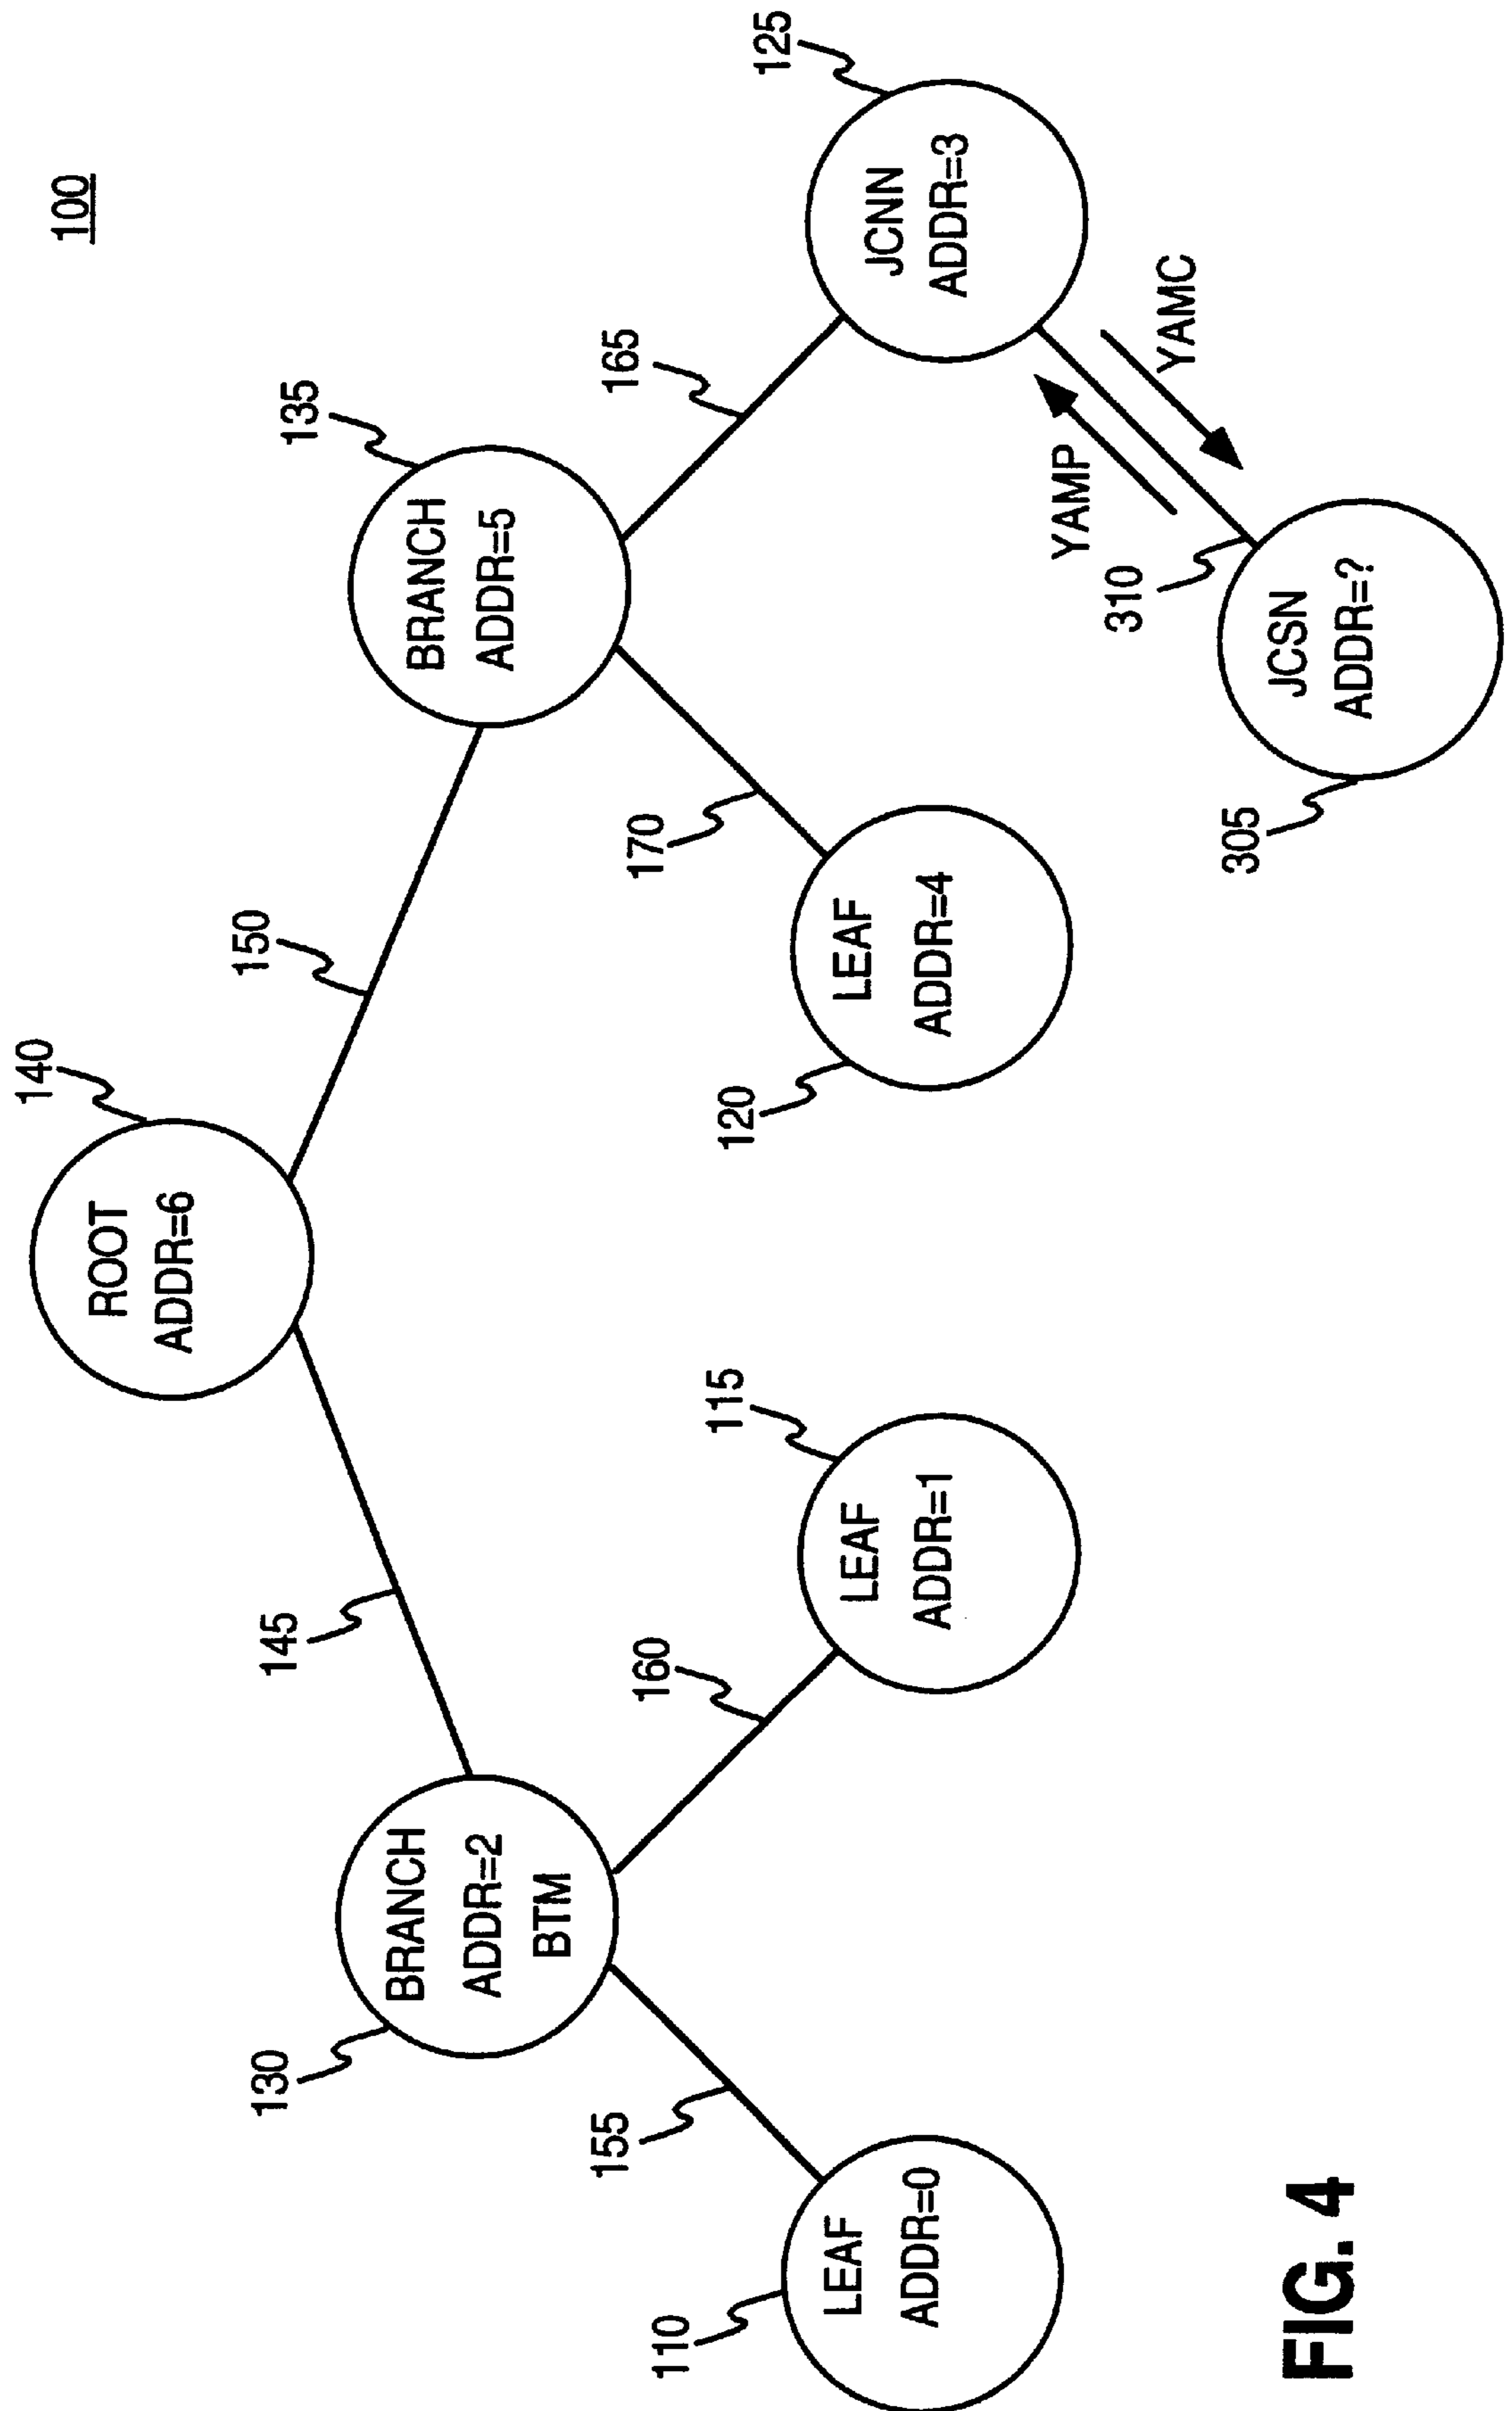 100
140
ROOT
ADDR=6
145
150
130
BRANCH
ADDR=2
BTM
135
BRANCH
ADDR=5
155
160
170
165
110
LEAF
ADDR=0
115
LEAF
ADDR=1
120
LEAF
ADDR=4
125
JCNN
ADDR=3
YAMP
YAMC
310
305
JCSN
ADDR=?
FIG. 4